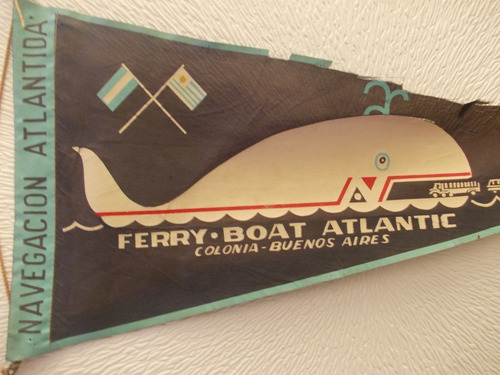 NAVEGACION ATLANTIDA
FERRY·BOAT ATLANTIC
COLONIA-BUENOS AIRES